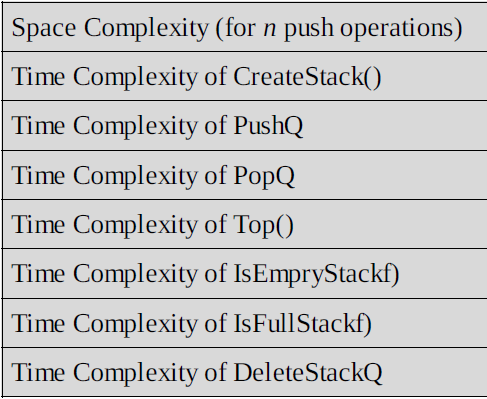 Space Complexity (for n push operations)
Time Complexity of CreateStack()
Time Complexity of PushQ
Time Complexity of PopQ
Time Complexity of Top()
Time Complexity of IsEmpryStackf)
Time Complexity of IsFullStackf)
Time Complexity of DeleteStackQ